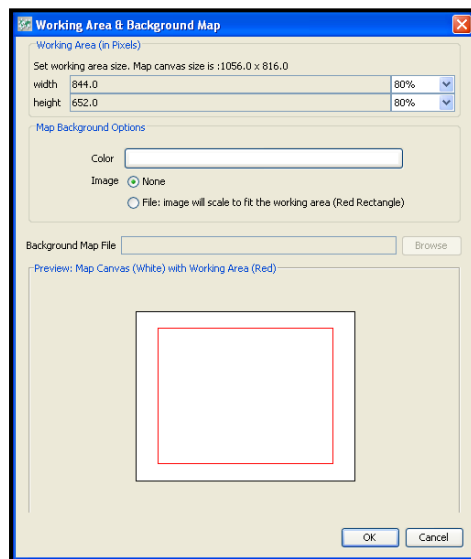 Working Area & Background Map
Working Area (in Pixels)
Set working area size. Map canvas size is :1056.0 x 816.0
width 844.0 80%
height 652.0 80%
Map Background Options
Color
Image None
File: image will scale to fit the working area (Red Rectangle)
Background Map File Browse
Preview: Map Canvas (White) with Working Area (Red)
OK Cancel